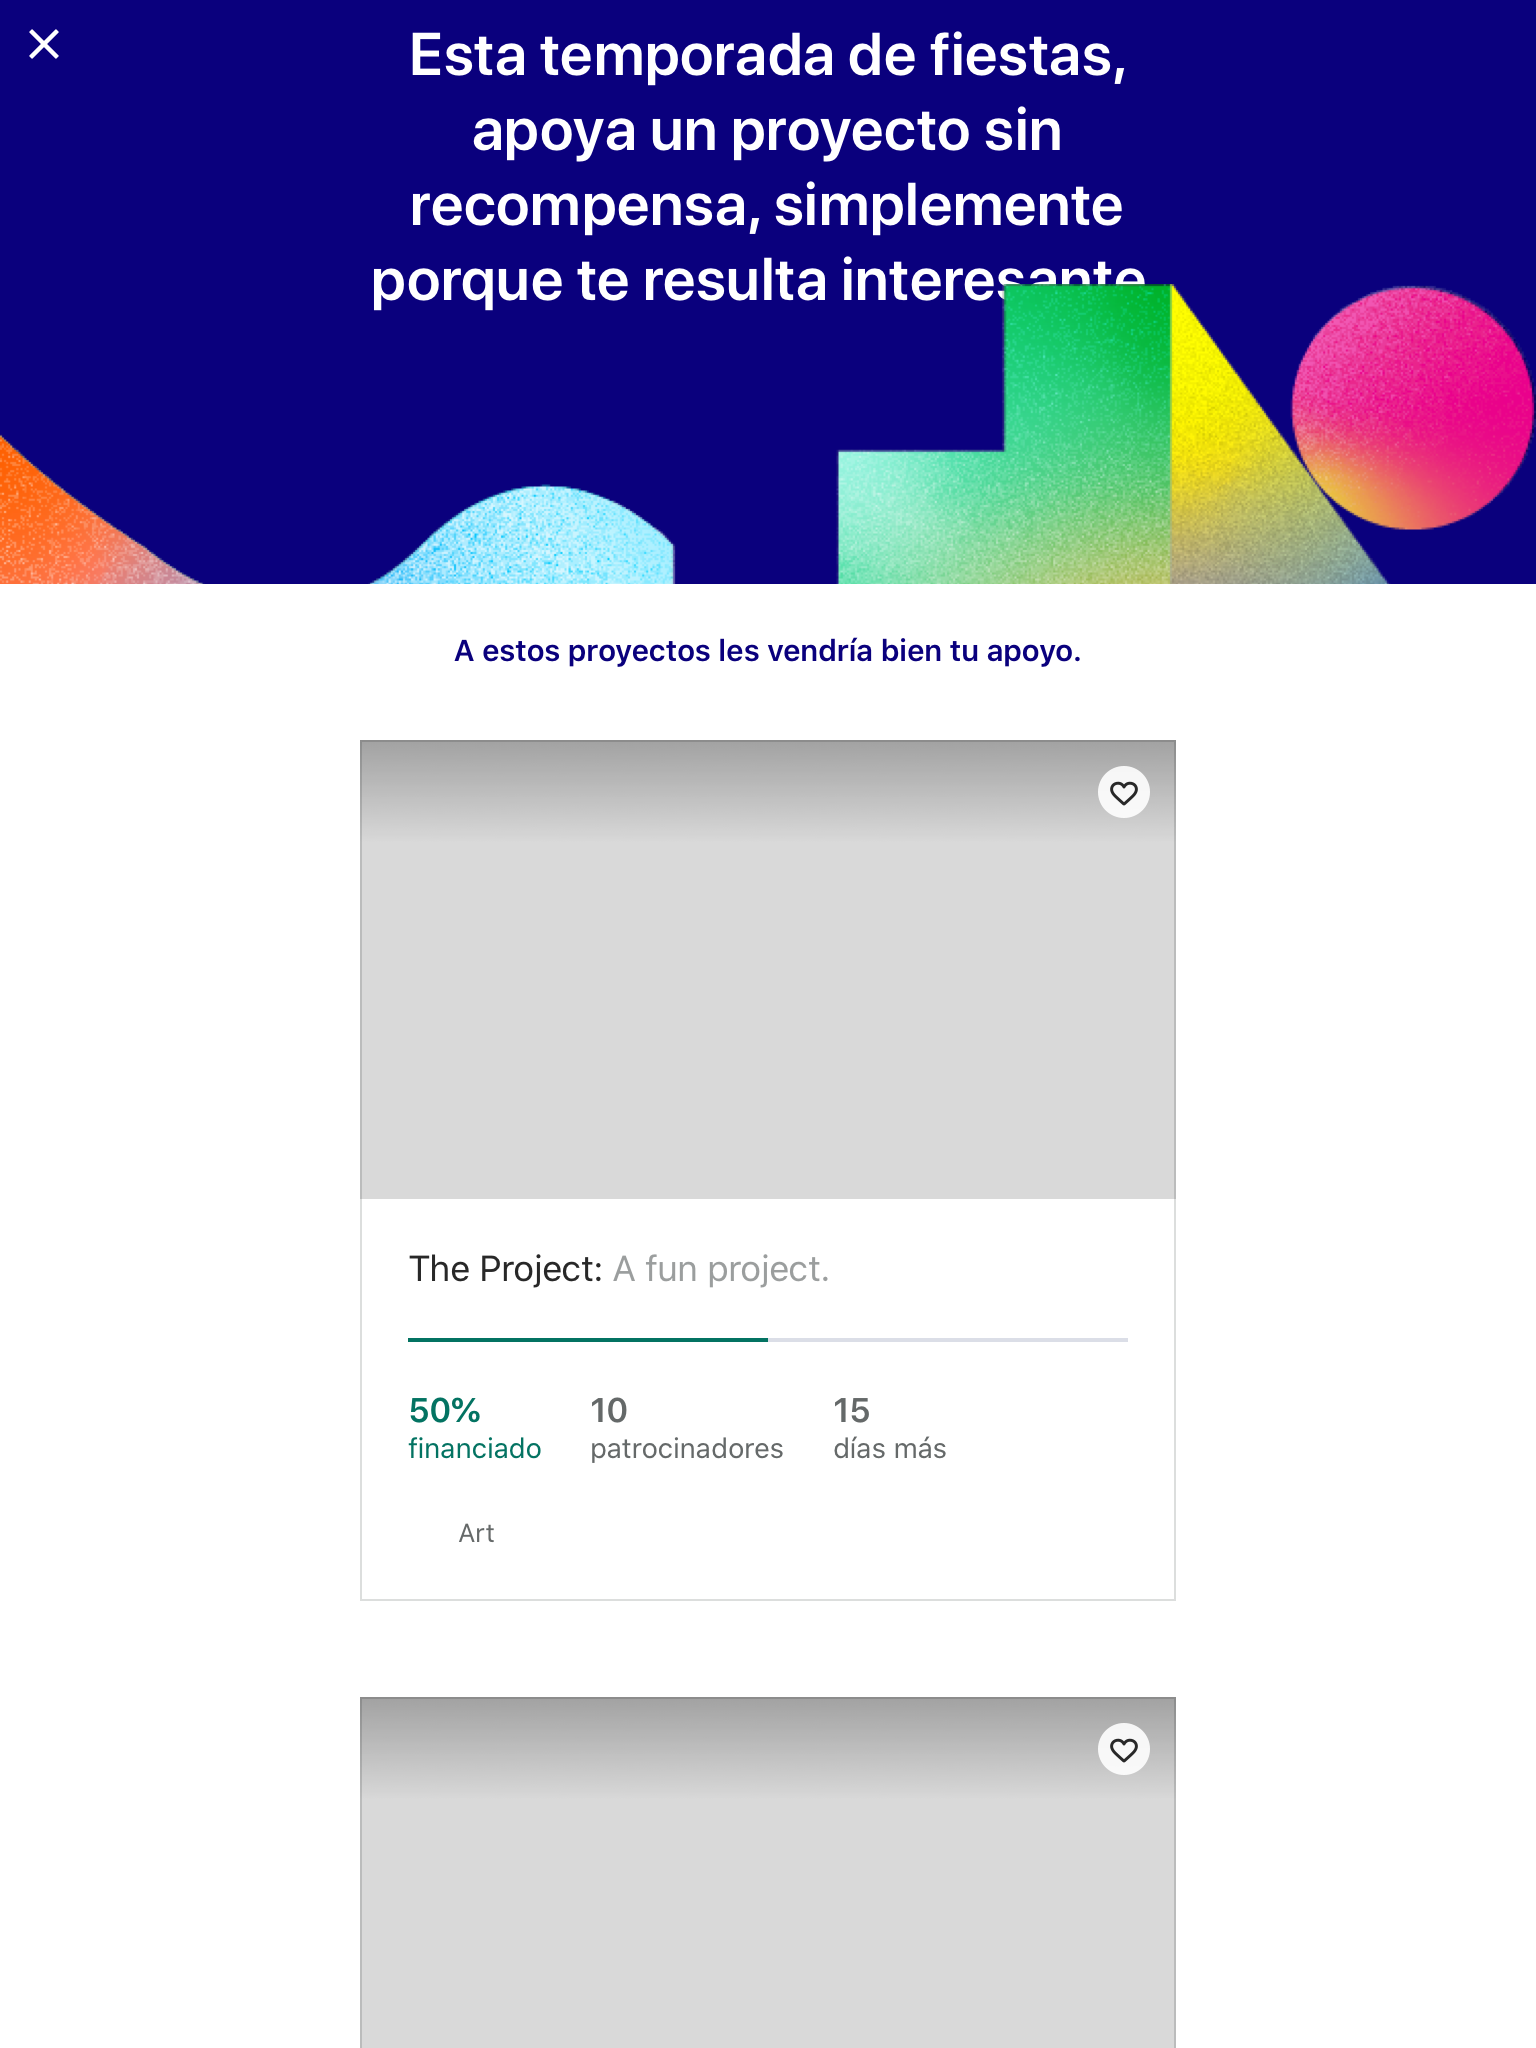 Esta temporada de fiestas,
apoya un proyecto sin
recompensa, simplemente
porque te resulta interesante
A estos proyectos les vendría bien tu apoyo.
The Project: A fun project.
50%
financiado
10
patrocinadores
15
días más
Art